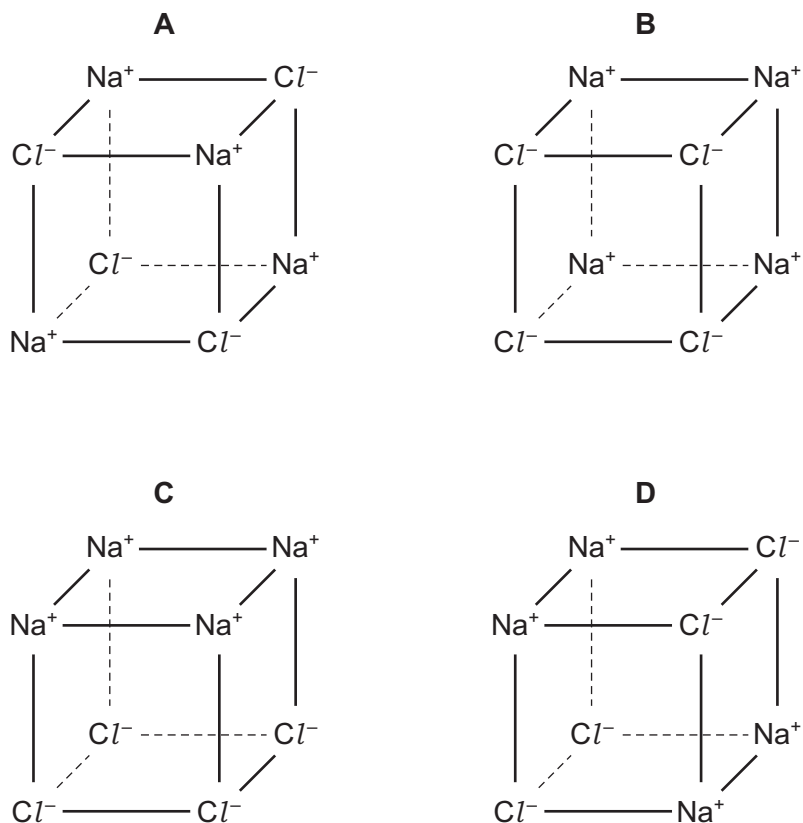 A B
Na⁺ Cl⁻ Na⁺ Na⁺
Cl⁻ Na⁺ Cl⁻ Cl⁻
Cl⁻ Na⁺ Na⁺ Na⁺
Na⁺ Cl⁻ Cl⁻ Cl⁻
C D
Na⁺ Na⁺ Na⁺ Cl⁻
Na⁺ Na⁺ Na⁺ Cl⁻
Cl⁻ Cl⁻ Cl⁻ Na⁺
Cl⁻ Cl⁻ Cl⁻ Na⁺